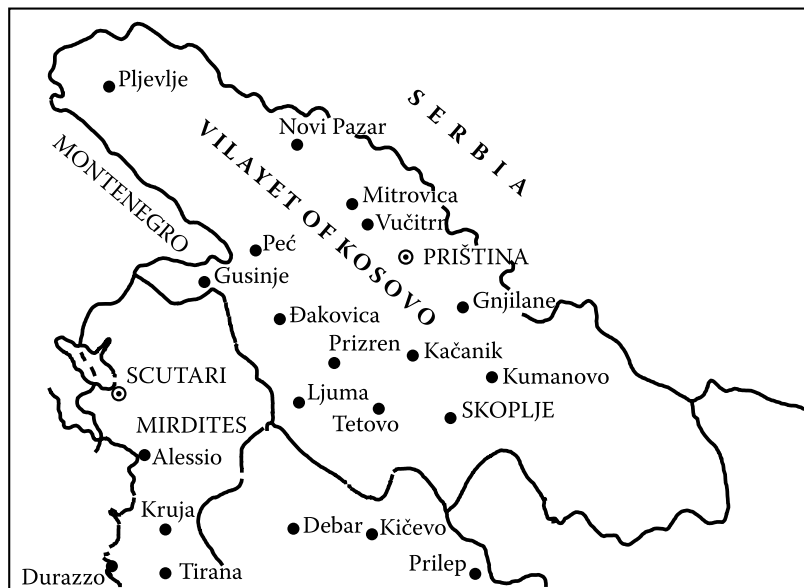 Pljevlje
SERBIA
Novi Pazar
VILAYET OF KOSOVO
MONTENEGRO
Mitrovica
Vučitrn
Peć
PRIŠTINA
Gusinje
Gnjilane
Đakovica
Prizren
Kačanik
SCUTARI
Kumanovo
Ljuma
SKOPLJE
Tetovo
MIRDITES
Alessio
Kruja
Debar
Kičevo
Prilep
Durazzo
Tirana